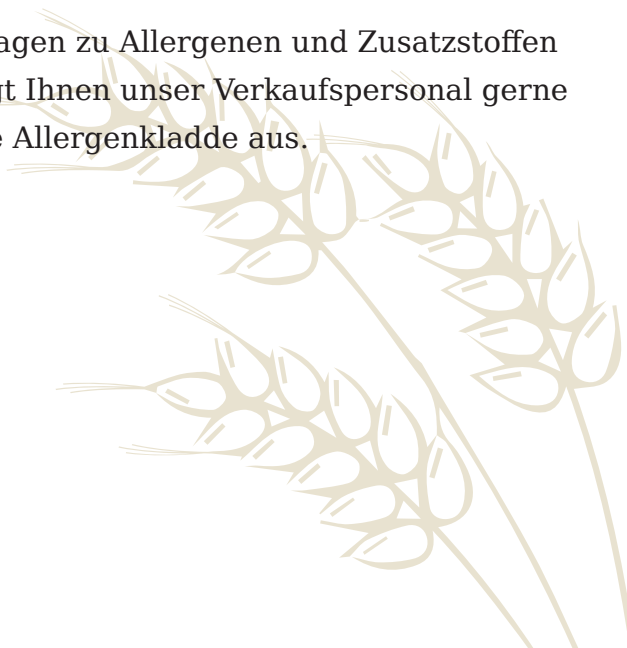 agen zu Allergenen und Zusatzstoffen
gt Ihnen unser Verkaufspersonal gerne
e Allergenkladde aus.